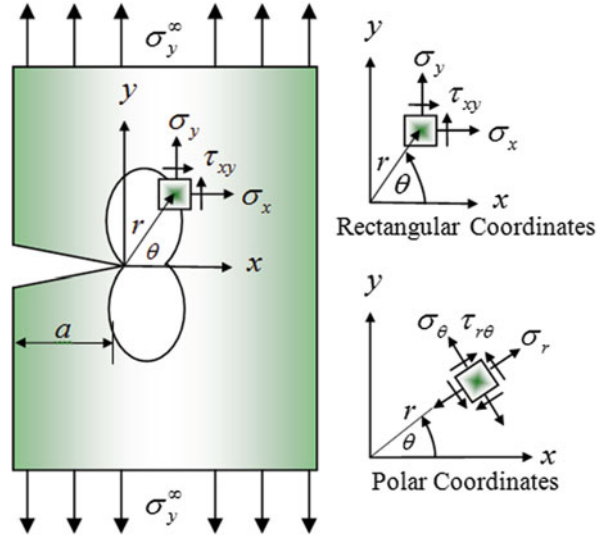 σ_y^∞
y
σ_y
τ_xy
σ_x
r
θ
x
a
σ_y^∞
y
σ_y
τ_xy
σ_x
r
θ
x
Rectangular Coordinates
y
σ_θ τ_rθ σ_r
r
θ
x
Polar Coordinates